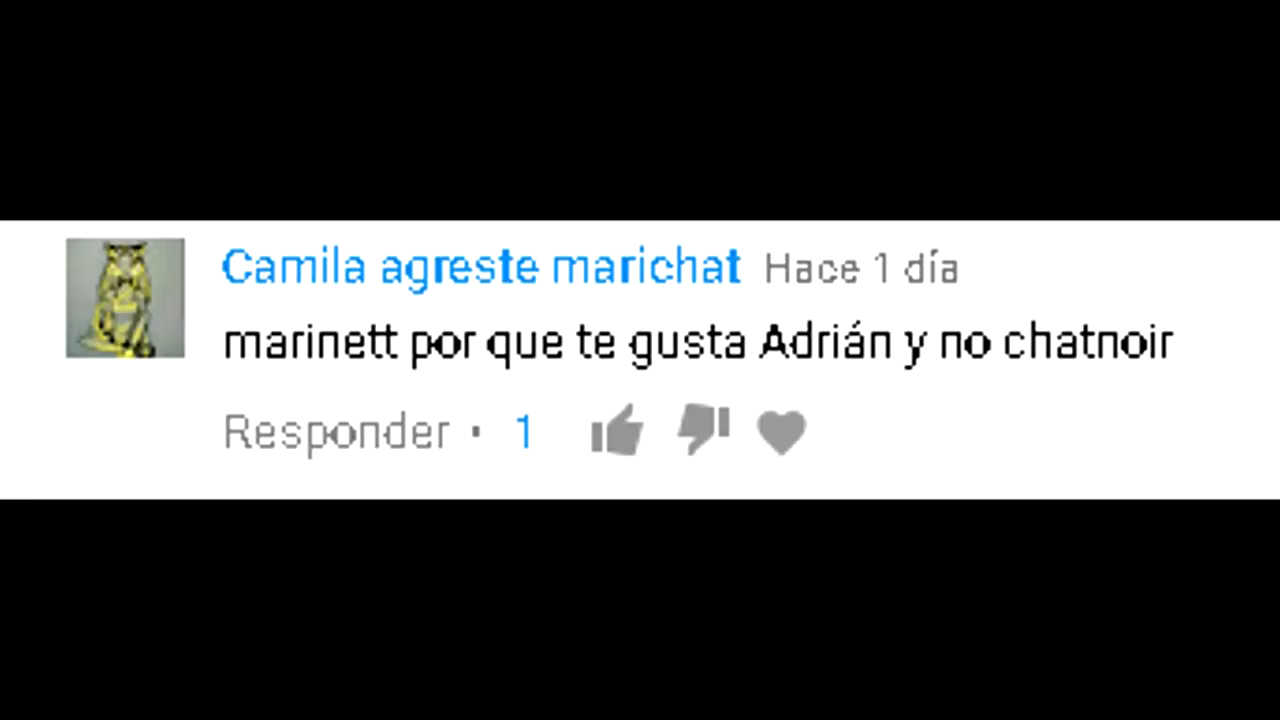 Camila agreste marichat Hace 1 día
marinett por que te gusta Adrián y no chatnoir
Responder • 1